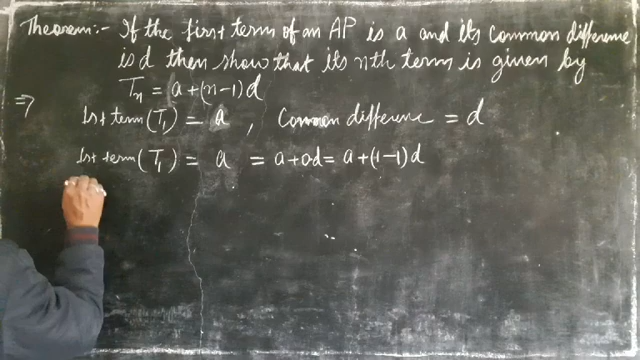 Theorem:- If the first term of an AP is a and its Common difference
is d then show that its nth term is given by
Tn = a+(n-1)d
⇒ 1st term (T1) = a , Common difference = d
1st term (T1) = a = a+0d = a+(1-1)d